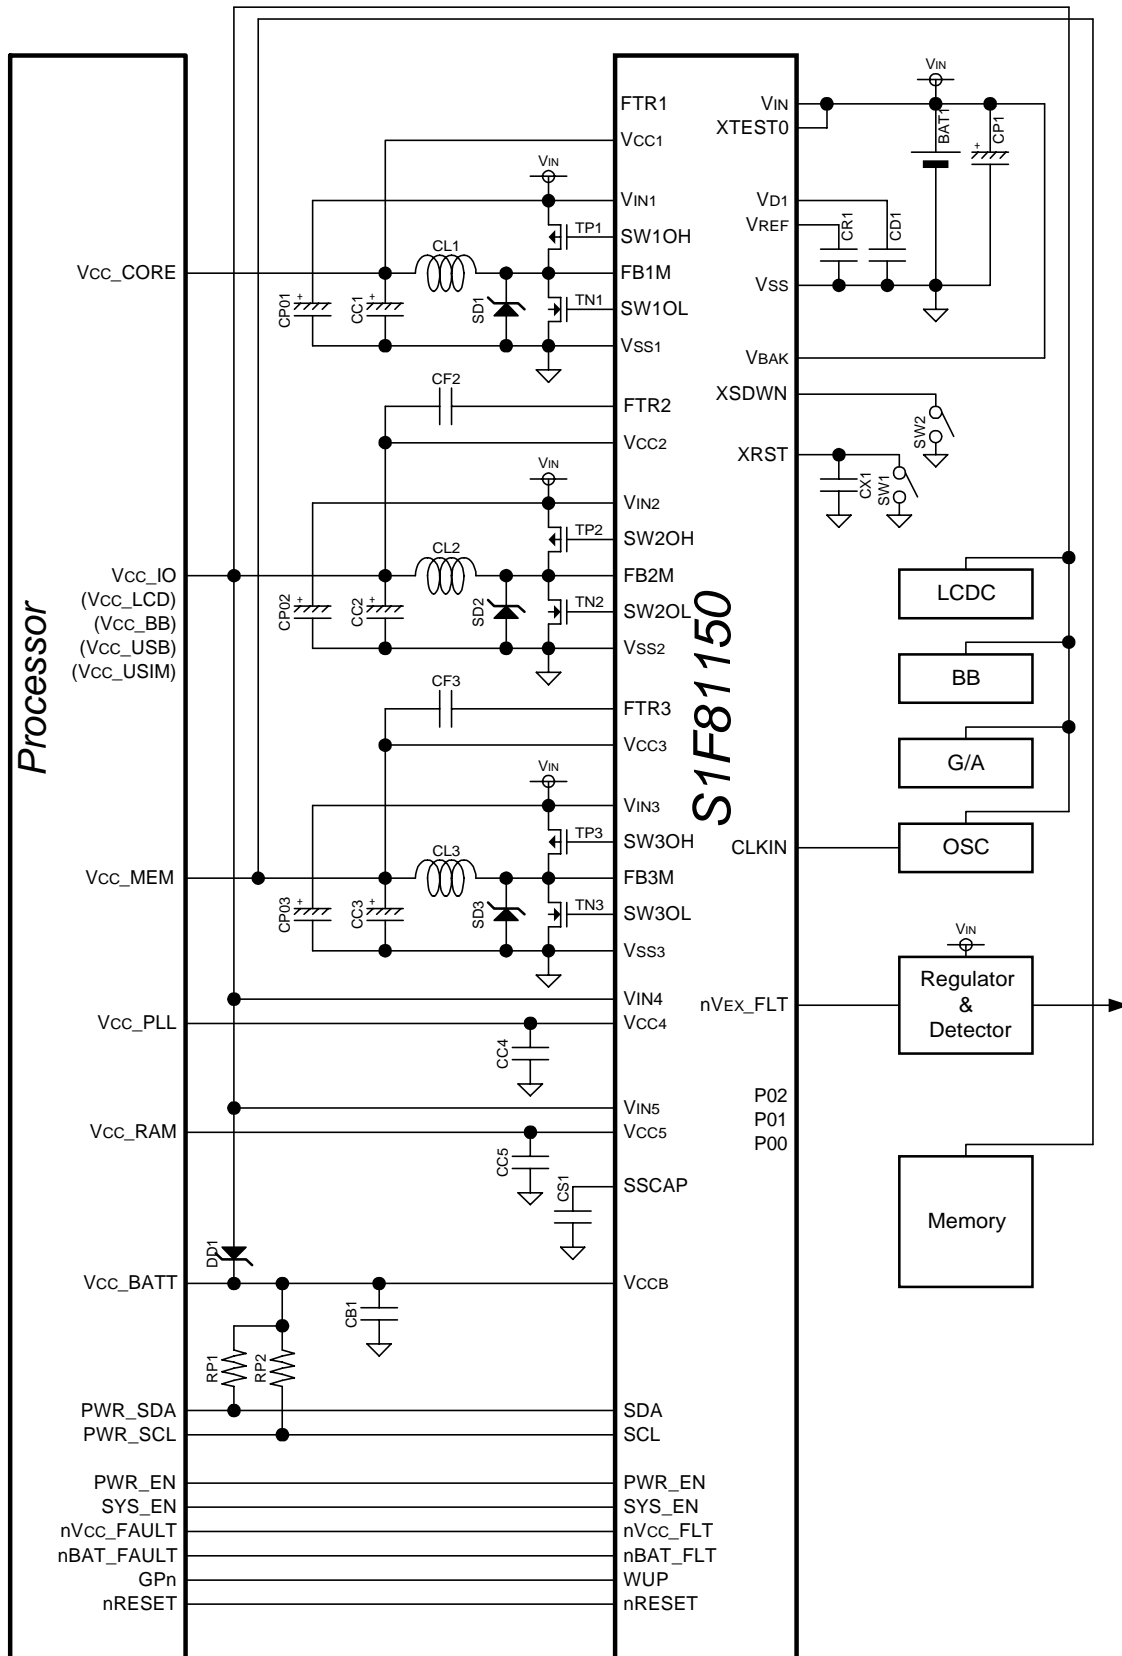 Processor
VCC_CORE
VCC_IO
(VCC_LCD)
(VCC_BB)
(VCC_USB)
(VCC_USIM)
VCC_MEM
VCC_PLL
VCC_RAM
VCC_BATT
PWR_SDA
PWR_SCL
PWR_EN
SYS_EN
nVCC_FAULT
nBAT_FAULT
GPn
nRESET
VIN
TP1
CL1
TN1
CP01
+
CC1
+
SD1
CF2
VIN
TP2
CL2
TN2
CP02
+
CC2
+
SD2
CF3
VIN
TP3
CL3
TN3
CP03
+
CC3
+
SD3
CC4
CC5
CS1
DD1
CB1
RP1
RP2
S1F81150
FTR1
VCC1
VIN1
SW1OH
FB1M
SW1OL
VSS1
FTR2
VCC2
VIN2
SW2OH
FB2M
SW2OL
VSS2
FTR3
VCC3
VIN3
SW3OH
FB3M
SW3OL
VSS3
VIN4
VCC4
VIN5
VCC5
SSCAP
VCCB
SDA
SCL
PWR_EN
SYS_EN
nVCC_FLT
nBAT_FLT
WUP
nRESET
VIN
XTEST0
VD1
VREF
VSS
VBAK
XSDWN
XRST
CLKIN
nVEX_FLT
P02
P01
P00
VIN
BAT1
CP1
+
CR1
CD1
SW2
CX1
SW1
LCDC
BB
G/A
OSC
VIN
Regulator
&
Detector
Memory